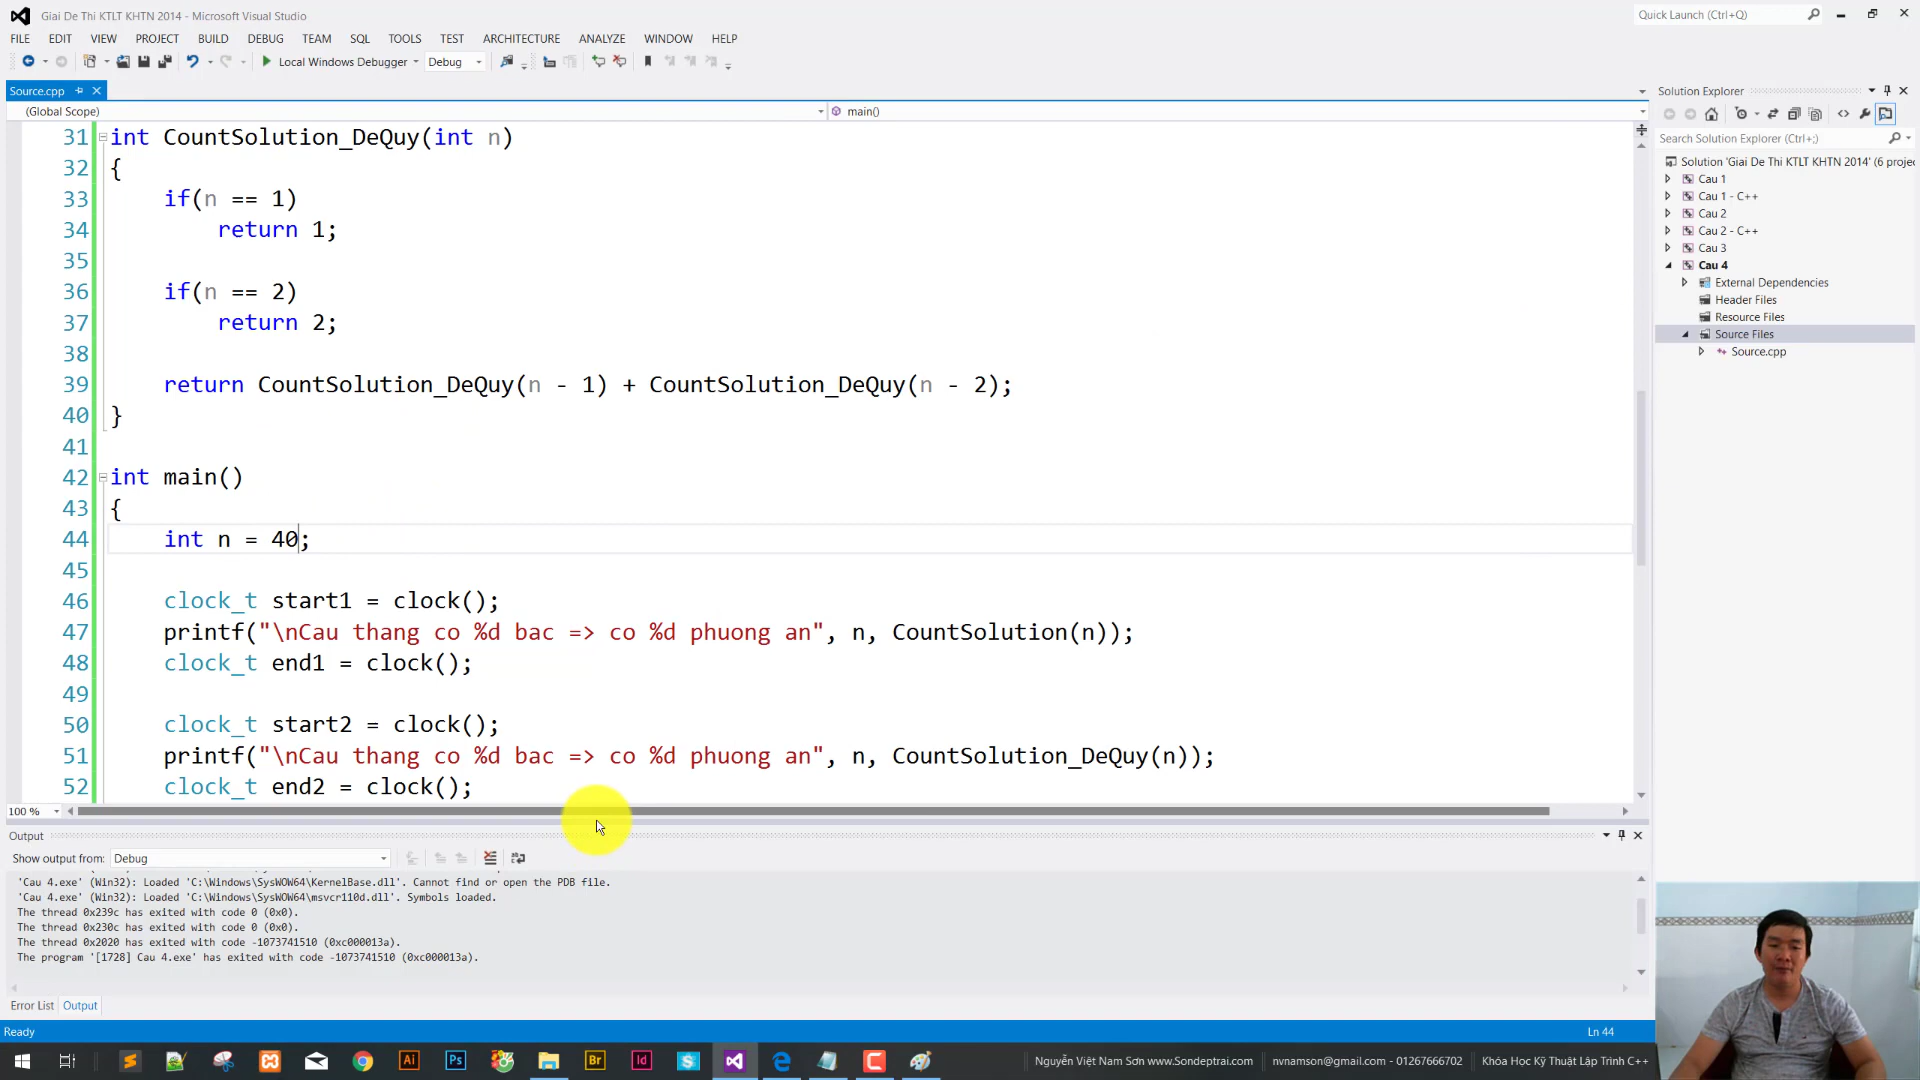 Giai De Thi KTLT KHTN 2014 - Microsoft Visual Studio
Quick Launch (Ctrl+Q)
FILE EDIT VIEW PROJECT BUILD DEBUG TEAM SQL TOOLS TEST ARCHITECTURE ANALYZE WINDOW HELP
Local Windows Debugger Debug
Source.cpp
(Global Scope) main()
31 int CountSolution_DeQuy(int n)
32 {
33 if(n == 1)
34 return 1;
35
36 if(n == 2)
37 return 2;
38
39 return CountSolution_DeQuy(n - 1) + CountSolution_DeQuy(n - 2);
40 }
41
42 int main()
43 {
44 int n = 40;
45
46 clock_t start1 = clock();
47 printf("\nCau thang co %d bac => co %d phuong an", n, CountSolution(n));
48 clock_t end1 = clock();
49
50 clock_t start2 = clock();
51 printf("\nCau thang co %d bac => co %d phuong an", n, CountSolution_DeQuy(n));
52 clock_t end2 = clock();
100 %
Solution Explorer
Search Solution Explorer (Ctrl+;)
Solution 'Giai De Thi KTLT KHTN 2014' (6 projec
Cau 1
Cau 1 - C++
Cau 2
Cau 2 - C++
Cau 3
Cau 4
External Dependencies
Header Files
Resource Files
Source Files
Source.cpp
Output
Show output from: Debug
'Cau 4.exe' (Win32): Loaded 'C:\Windows\SysWOW64\KernelBase.dll'. Cannot find or open the PDB file.
'Cau 4.exe' (Win32): Loaded 'C:\Windows\SysWOW64\msvcr110d.dll'. Symbols loaded.
The thread 0x239c has exited with code 0 (0x0).
The thread 0x230c has exited with code 0 (0x0).
The thread 0x2020 has exited with code -1073741510 (0xc000013a).
The program '[1728] Cau 4.exe' has exited with code -1073741510 (0xc000013a).
Error List Output
Ready Ln 44
Ai Ps Br Id
Nguyễn Việt Nam Sơn www.Sondeptrai.com nvnamson@gmail.com - 01267666702 Khóa Học Kỹ Thuật Lập Trình C++